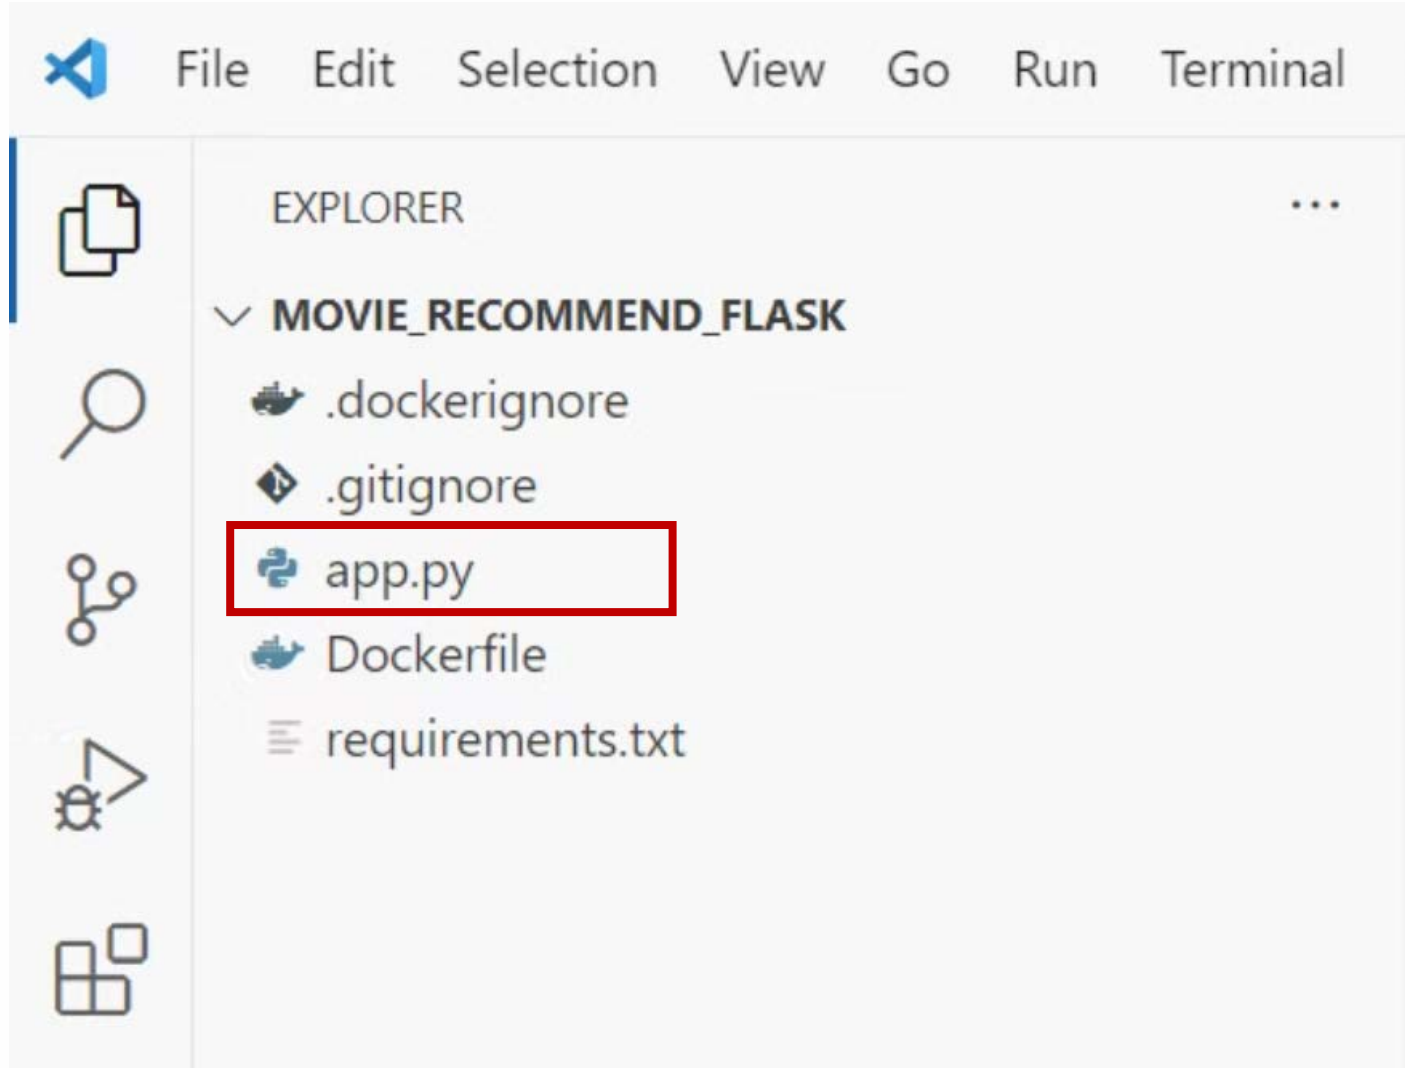 File Edit Selection View Go Run Terminal
EXPLORER ...
MOVIE_RECOMMEND_FLASK
.dockerignore
.gitignore
app.py
Dockerfile
requirements.txt